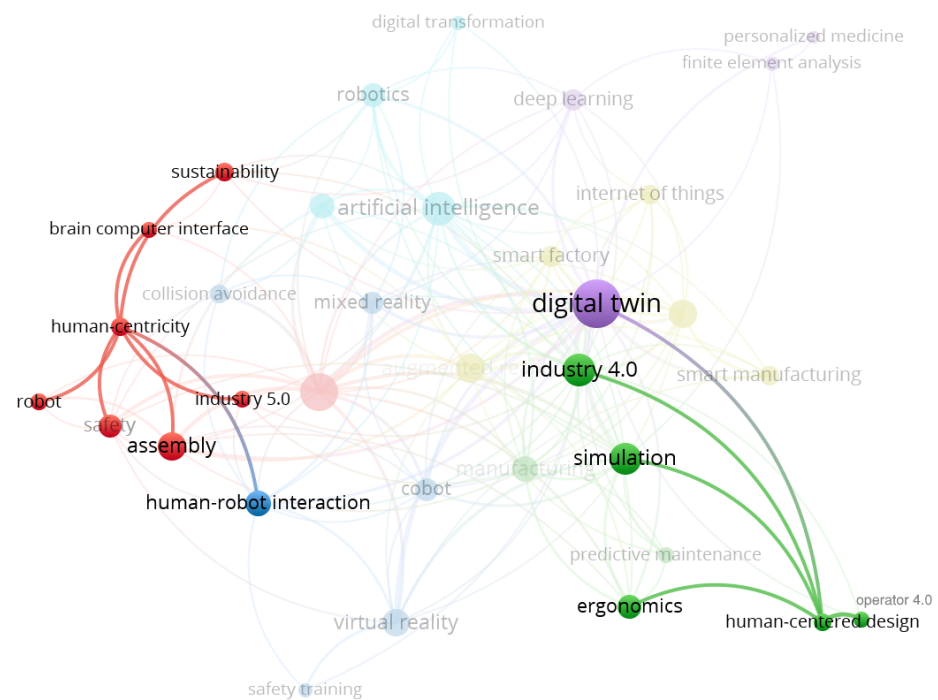 digital transformation
personalized medicine
finite element analysis
robotics
deep learning
sustainability
internet of things
artificial intelligence
brain computer interface
smart factory
collision avoidance
mixed reality
digital twin
human-centricity
augmented re
industry 4.0
smart manufacturing
robot
industry 5.0
safety
assembly
simulation
manufacturing
cobot
human-robot interaction
predictive maintenance
operator 4.0
ergonomics
human-centered design
virtual reality
safety training